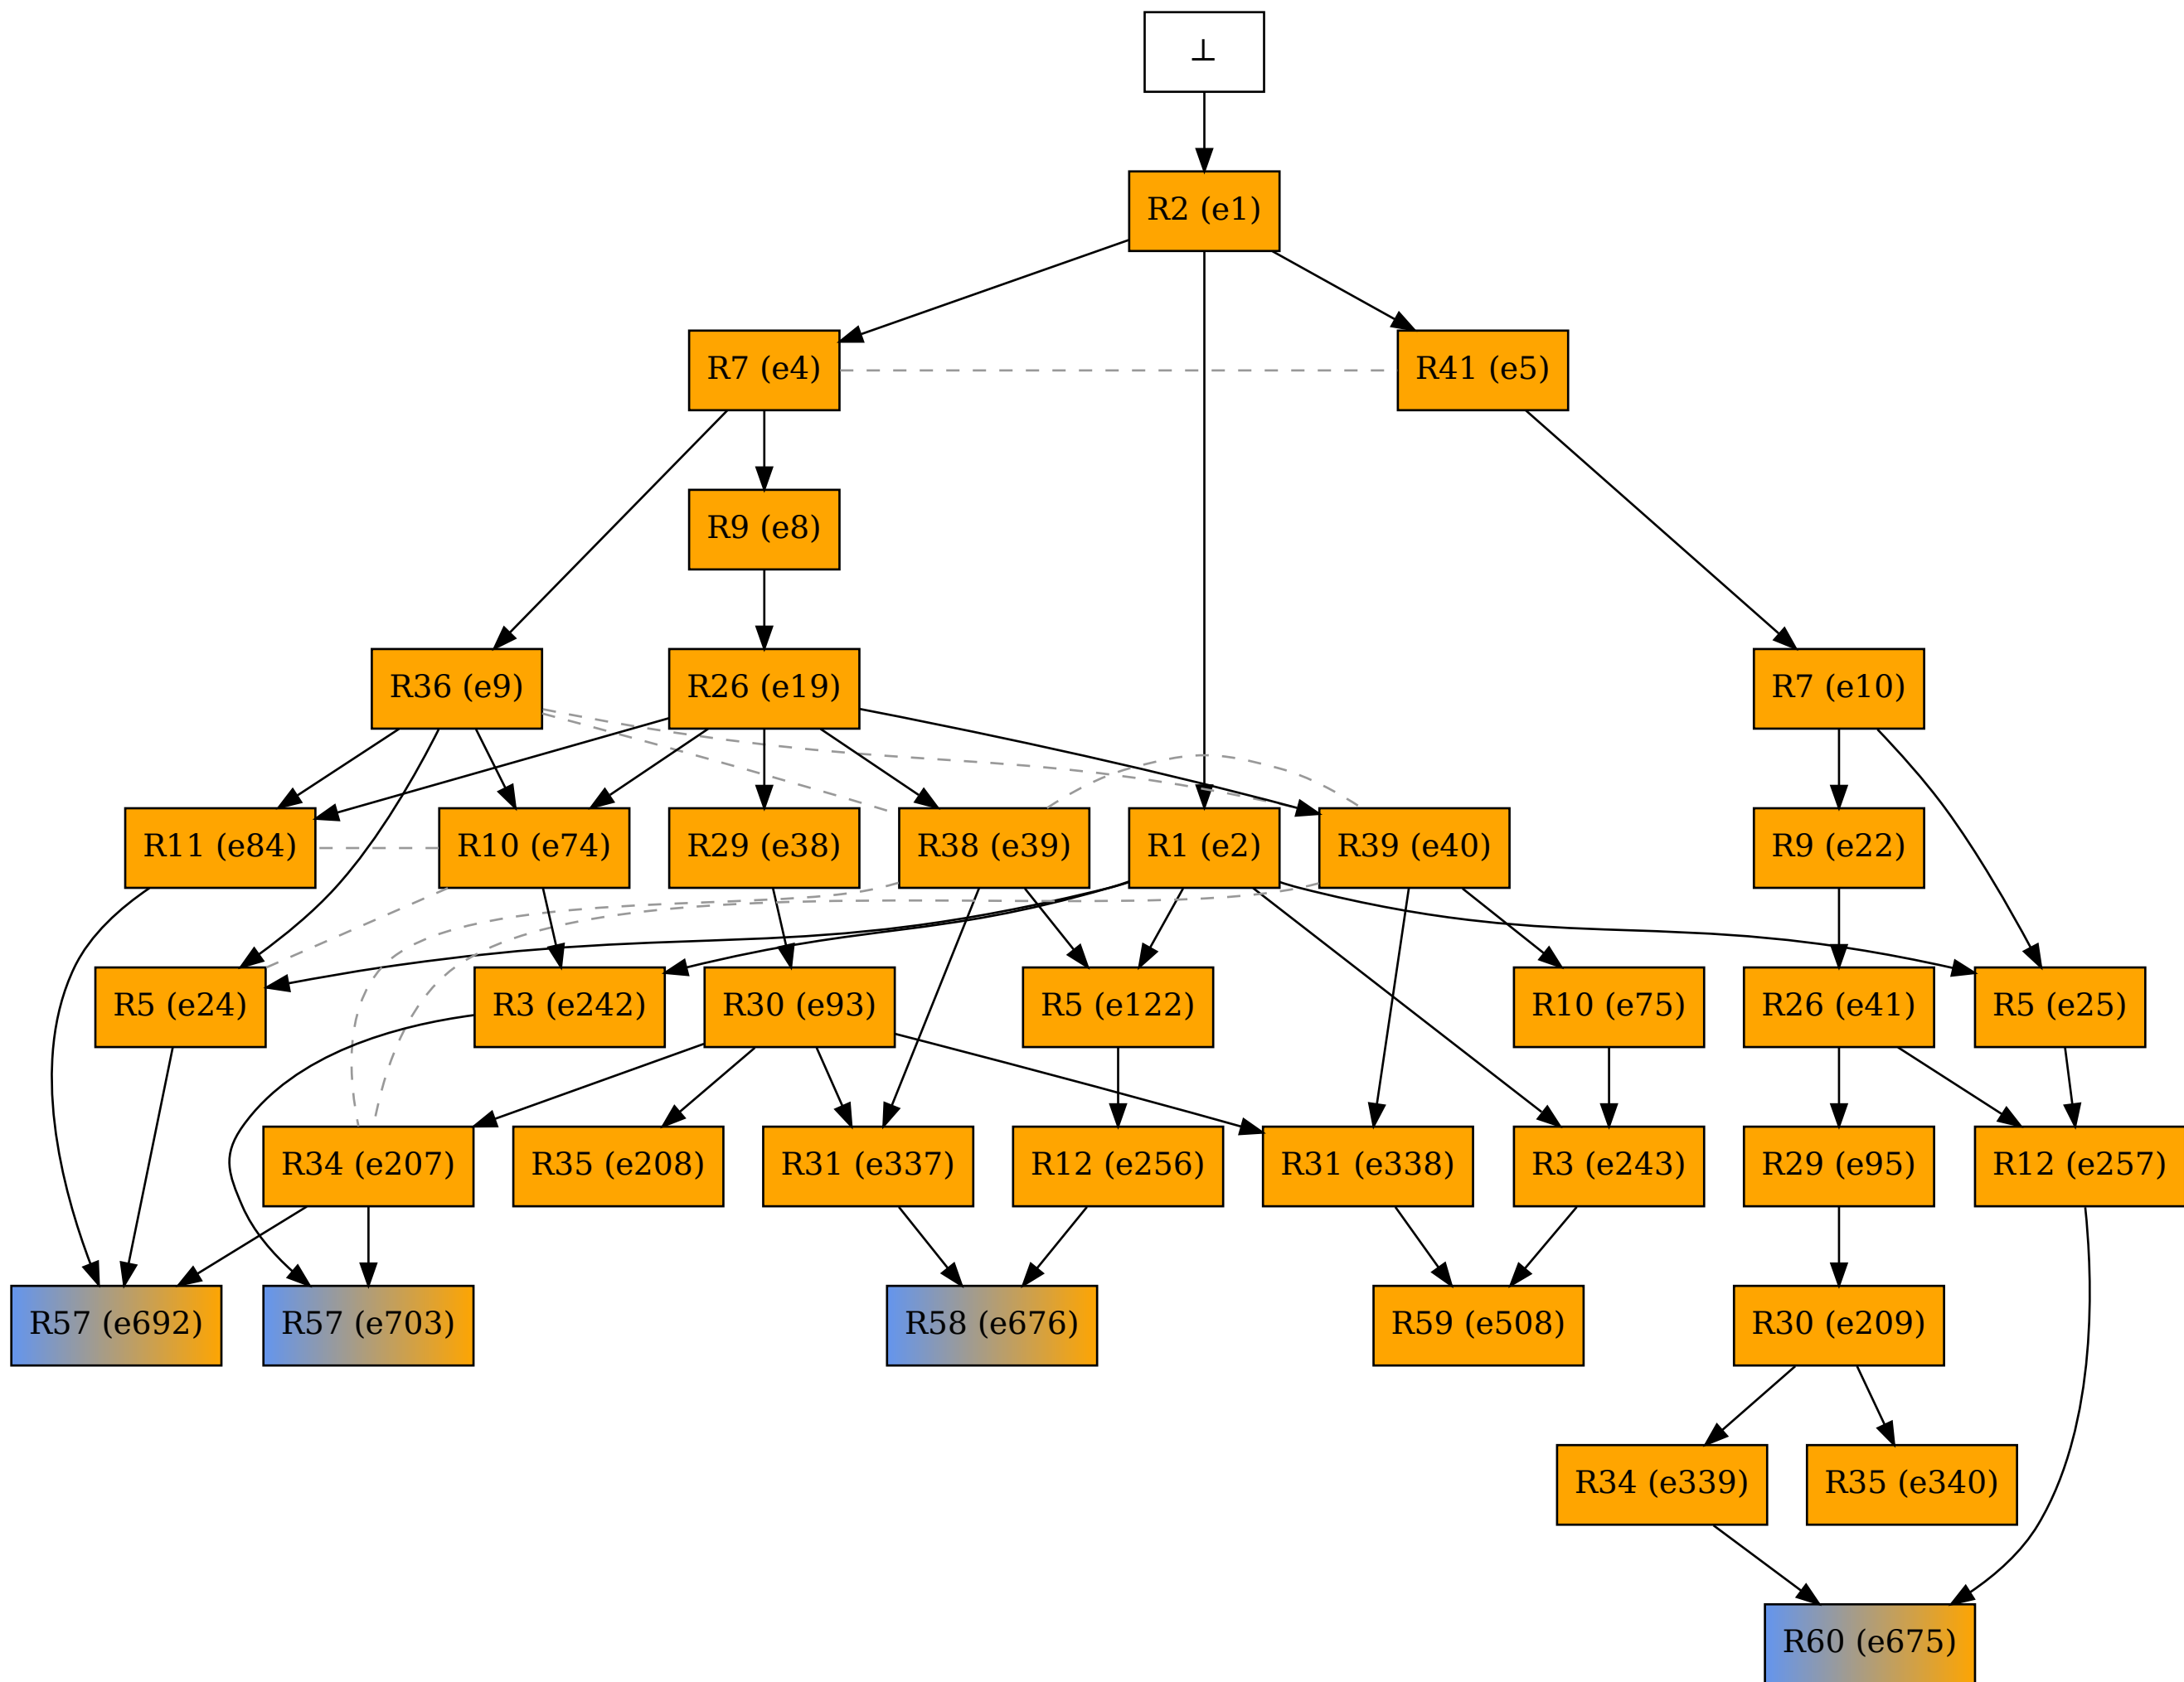 ⊥
R2 (e1)
R7 (e4)
R41 (e5)
R9 (e8)
R36 (e9)
R26 (e19)
R7 (e10)
R11 (e84)
R10 (e74)
R29 (e38)
R38 (e39)
R1 (e2)
R39 (e40)
R9 (e22)
R5 (e24)
R3 (e242)
R30 (e93)
R5 (e122)
R10 (e75)
R26 (e41)
R5 (e25)
R34 (e207)
R35 (e208)
R31 (e337)
R12 (e256)
R31 (e338)
R3 (e243)
R29 (e95)
R12 (e257)
R57 (e692)
R57 (e703)
R58 (e676)
R59 (e508)
R30 (e209)
R34 (e339)
R35 (e340)
R60 (e675)